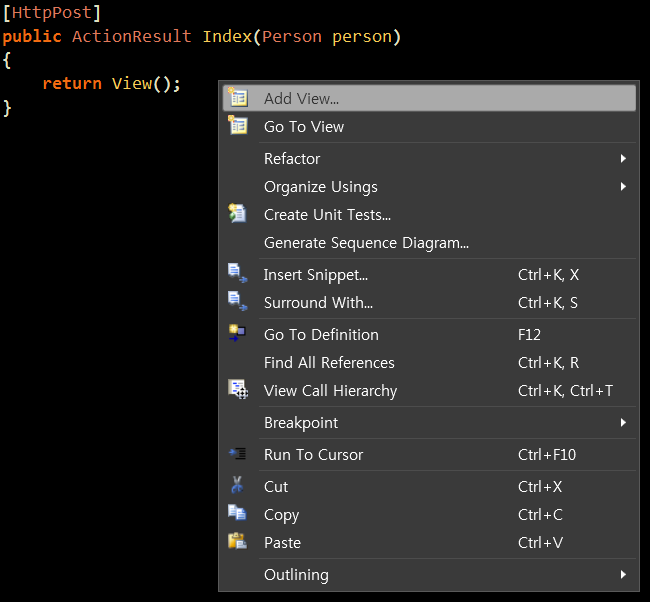 [HttpPost]
public ActionResult Index(Person person)
{
return View();
}
Add View...
Go To View
Refactor
Organize Usings
Create Unit Tests...
Generate Sequence Diagram...
Insert Snippet... Ctrl+K, X
Surround With... Ctrl+K, S
Go To Definition F12
Find All References Ctrl+K, R
View Call Hierarchy Ctrl+K, Ctrl+T
Breakpoint
Run To Cursor Ctrl+F10
Cut Ctrl+X
Copy Ctrl+C
Paste Ctrl+V
Outlining